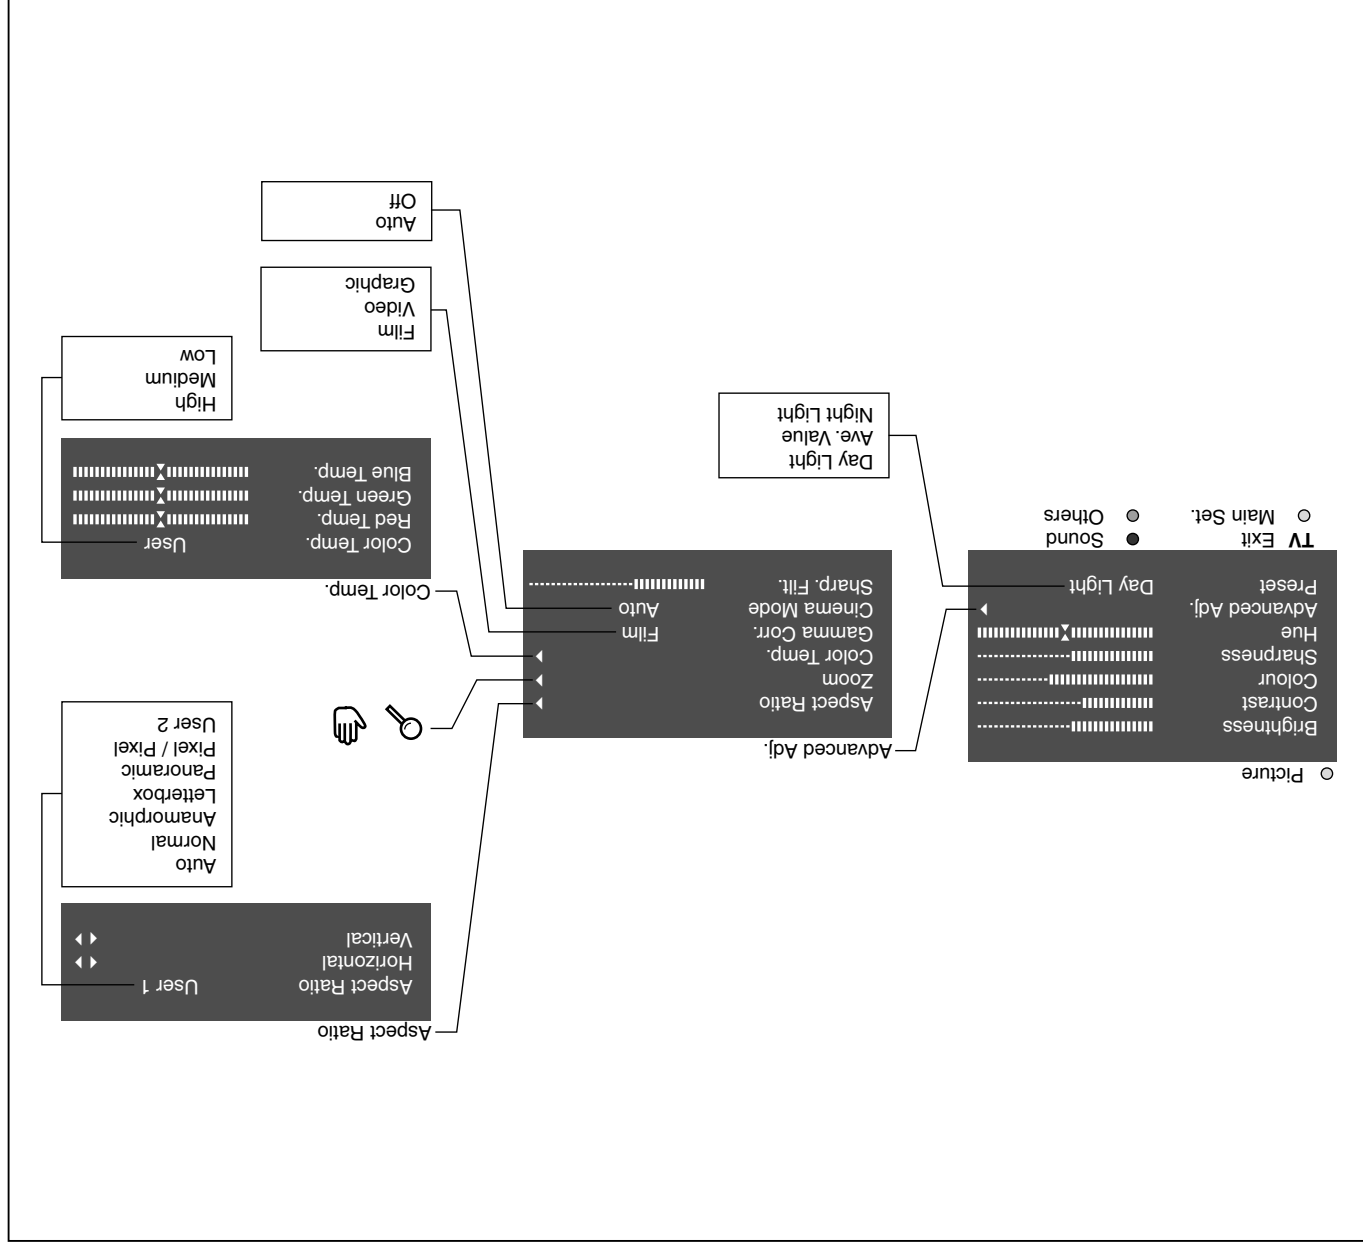 Picture
Brightness
Contrast
Colour
Sharpness
Hue
Advanced Adj.
Preset Day Light
TV Exit Sound
Main Set. Others
Day Light
Ave. Value
Night Light
Advanced Adj.
Aspect Ratio
Zoom
Color Temp.
Gamma Corr. Film
Cinema Mode Auto
Sharp. Filt.
Aspect Ratio
Aspect Ratio User 1
Horizontal
Vertical
Auto
Normal
Anamorphic
Letterbox
Panoramic
Pixel / Pixel
User 2
Color Temp.
Color Temp. User
Red Temp.
Green Temp.
Blue Temp.
High
Medium
Low
Film
Video
Graphic
Auto
Off